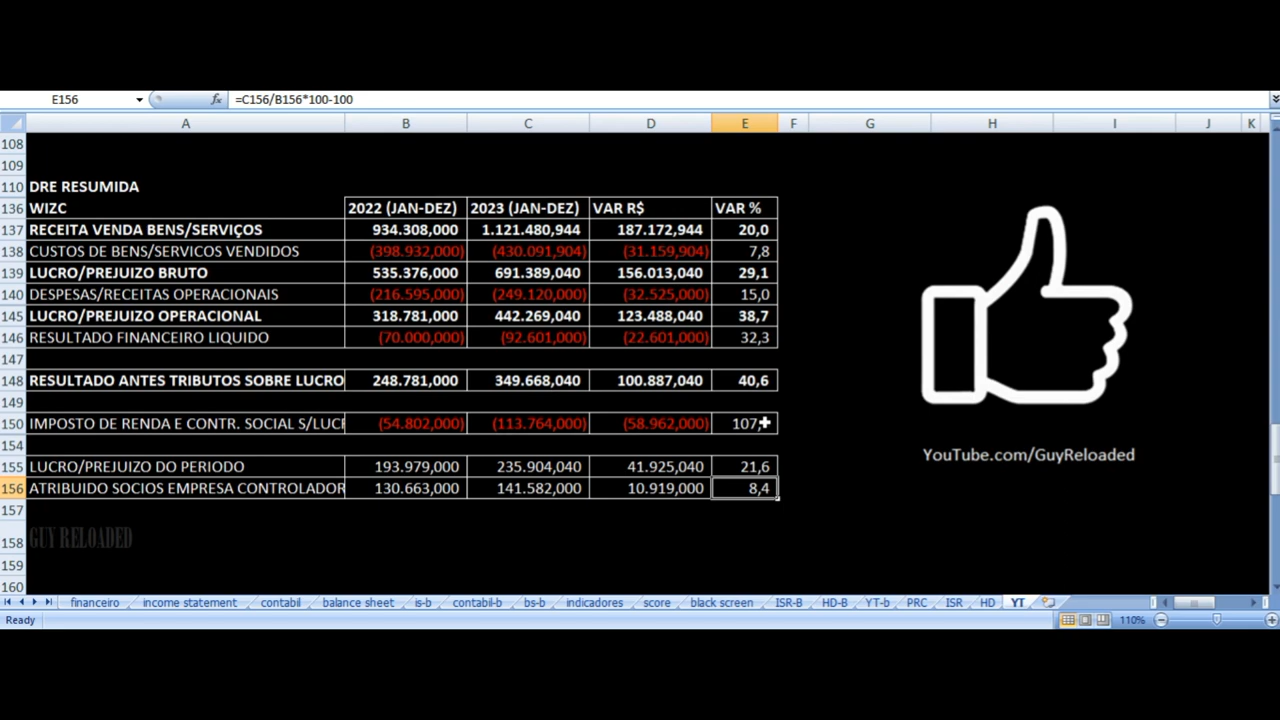 E156 fx =C156/B156*100-100
A B C D E F G H I J K
108
109
110 DRE RESUMIDA
136 WIZC 2022 (JAN-DEZ) 2023 (JAN-DEZ) VAR R$ VAR %
137 RECEITA VENDA BENS/SERVIÇOS 934.308,000 1.121.480,944 187.172,944 20,0
138 CUSTOS DE BENS/SERVICOS VENDIDOS (398.932,000) (430.091,904) (31.159,904) 7,8
139 LUCRO/PREJUIZO BRUTO 535.376,000 691.389,040 156.013,040 29,1
140 DESPESAS/RECEITAS OPERACIONAIS (216.595,000) (249.120,000) (32.525,000) 15,0
145 LUCRO/PREJUIZO OPERACIONAL 318.781,000 442.269,040 123.488,040 38,7
146 RESULTADO FINANCEIRO LIQUIDO (70.000,000) (92.601,000) (22.601,000) 32,3
147
148 RESULTADO ANTES TRIBUTOS SOBRE LUCRO 248.781,000 349.668,040 100.887,040 40,6
149
150 IMPOSTO DE RENDA E CONTR. SOCIAL S/LUCR (54.802,000) (113.764,000) (58.962,000) 107,
YouTube.com/GuyReloaded
154
155 LUCRO/PREJUIZO DO PERIODO 193.979,000 235.904,040 41.925,040 21,6
156 ATRIBUIDO SOCIOS EMPRESA CONTROLADOR 130.663,000 141.582,000 10.919,000 8,4
157
158 GUY RELOADED
159
160
financeiro income statement contabil balance sheet is-b contabil-b bs-b indicadores score black screen ISR-B HD-B YT-b PRC ISR HD YT
Ready 110%